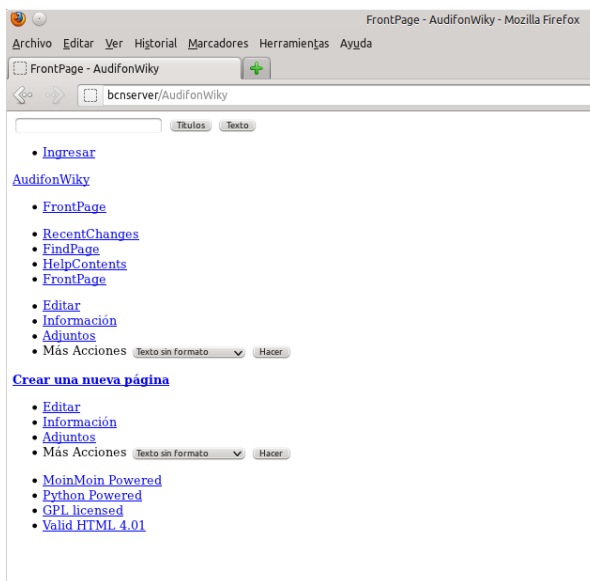 FrontPage - AudifonWiky - Mozilla Firefox
Archivo Editar Ver Historial Marcadores Herramientas Ayuda
FrontPage - AudifonWiky
bcnserver/AudifonWiky
Titulos Texto
Ingresar
AudifonWiky
FrontPage
RecentChanges
FindPage
HelpContents
FrontPage
Editar
Información
Adjuntos
Más Acciones Texto sin formato Hacer
Crear una nueva página
Editar
Información
Adjuntos
Más Acciones Texto sin formato Hacer
MoinMoin Powered
Python Powered
GPL licensed
Valid HTML 4.01